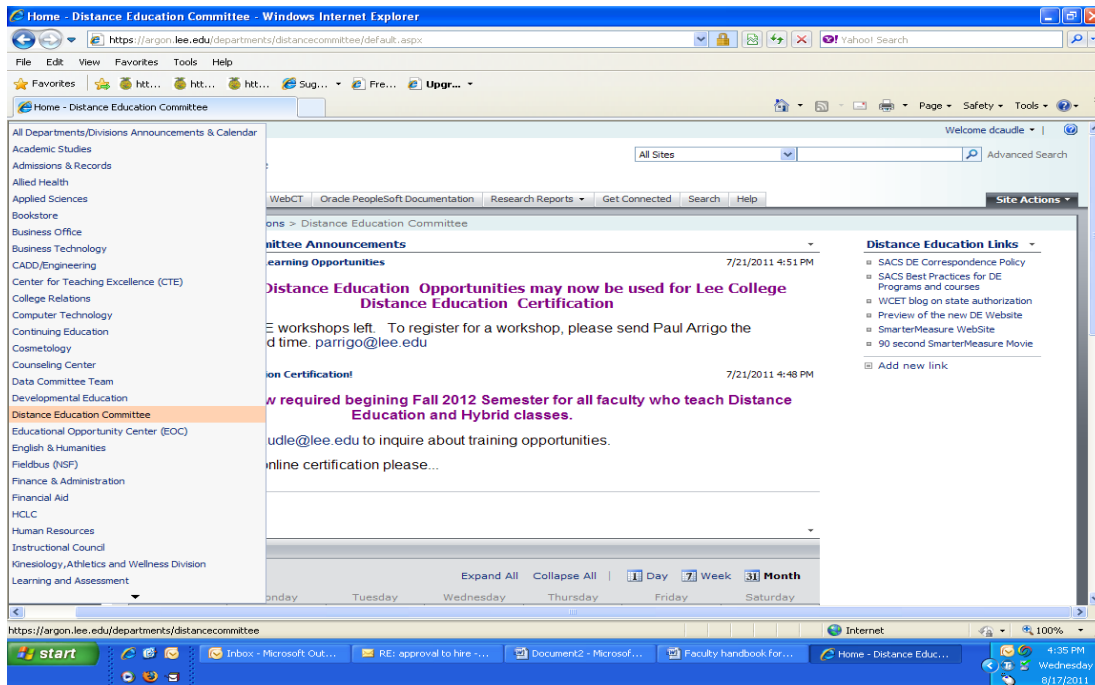 Home - Distance Education Committee - Windows Internet Explorer
https://argon.lee.edu/departments/distancecommittee/default.aspx
Yahoo! Search
File Edit View Favorites Tools Help
Favorites htt... htt... htt... Sug... Fre... Upgr...
Home - Distance Education Committee
Page Safety Tools
Welcome dcaudle
All Sites
Advanced Search
WebCT Oracle PeopleSoft Documentation Research Reports Get Connected Search Help
Site Actions
All Departments/Divisions Announcements & Calendar
Academic Studies
Admissions & Records
Allied Health
Applied Sciences
Bookstore
Business Office
Business Technology
CADD/Engineering
Center for Teaching Excellence (CTE)
College Relations
Computer Technology
Continuing Education
Cosmetology
Counseling Center
Data Committee Team
Developmental Education
Distance Education Committee
Educational Opportunity Center (EOC)
English & Humanities
Fieldbus (NSF)
Finance & Administration
Financial Aid
HCLC
Human Resources
Instructional Council
Kinesiology,Athletics and Wellness Division
Learning and Assessment
ons > Distance Education Committee
mittee Announcements
earning Opportunities 7/21/2011 4:51 PM
Distance Education Opportunities may now be used for Lee College
Distance Education Certification
E workshops left. To register for a workshop, please send Paul Arrigo the
d time. parrigo@lee.edu
on Certification! 7/21/2011 4:48 PM
w required begining Fall 2012 Semester for all faculty who teach Distance
Education and Hybrid classes.
udle@lee.edu to inquire about training opportunities.
nline certification please...
Expand All Collapse All | 1 Day 7 Week 31 Month
onday Tuesday Wednesday Thursday Friday Saturday
Distance Education Links
SACS DE Correspondence Policy
SACS Best Practices for DE
Programs and courses
WCET blog on state authorization
Preview of the new DE Website
SmarterMeasure WebSite
90 second SmarterMeasure Movie
Add new link
https://argon.lee.edu/departments/distancecommittee
Internet
100%
start
Inbox - Microsoft Out...
RE: approval to hire -...
Document2 - Microsof...
Faculty handbook for...
Home - Distance Educ...
4:35 PM
Wednesday
8/17/2011